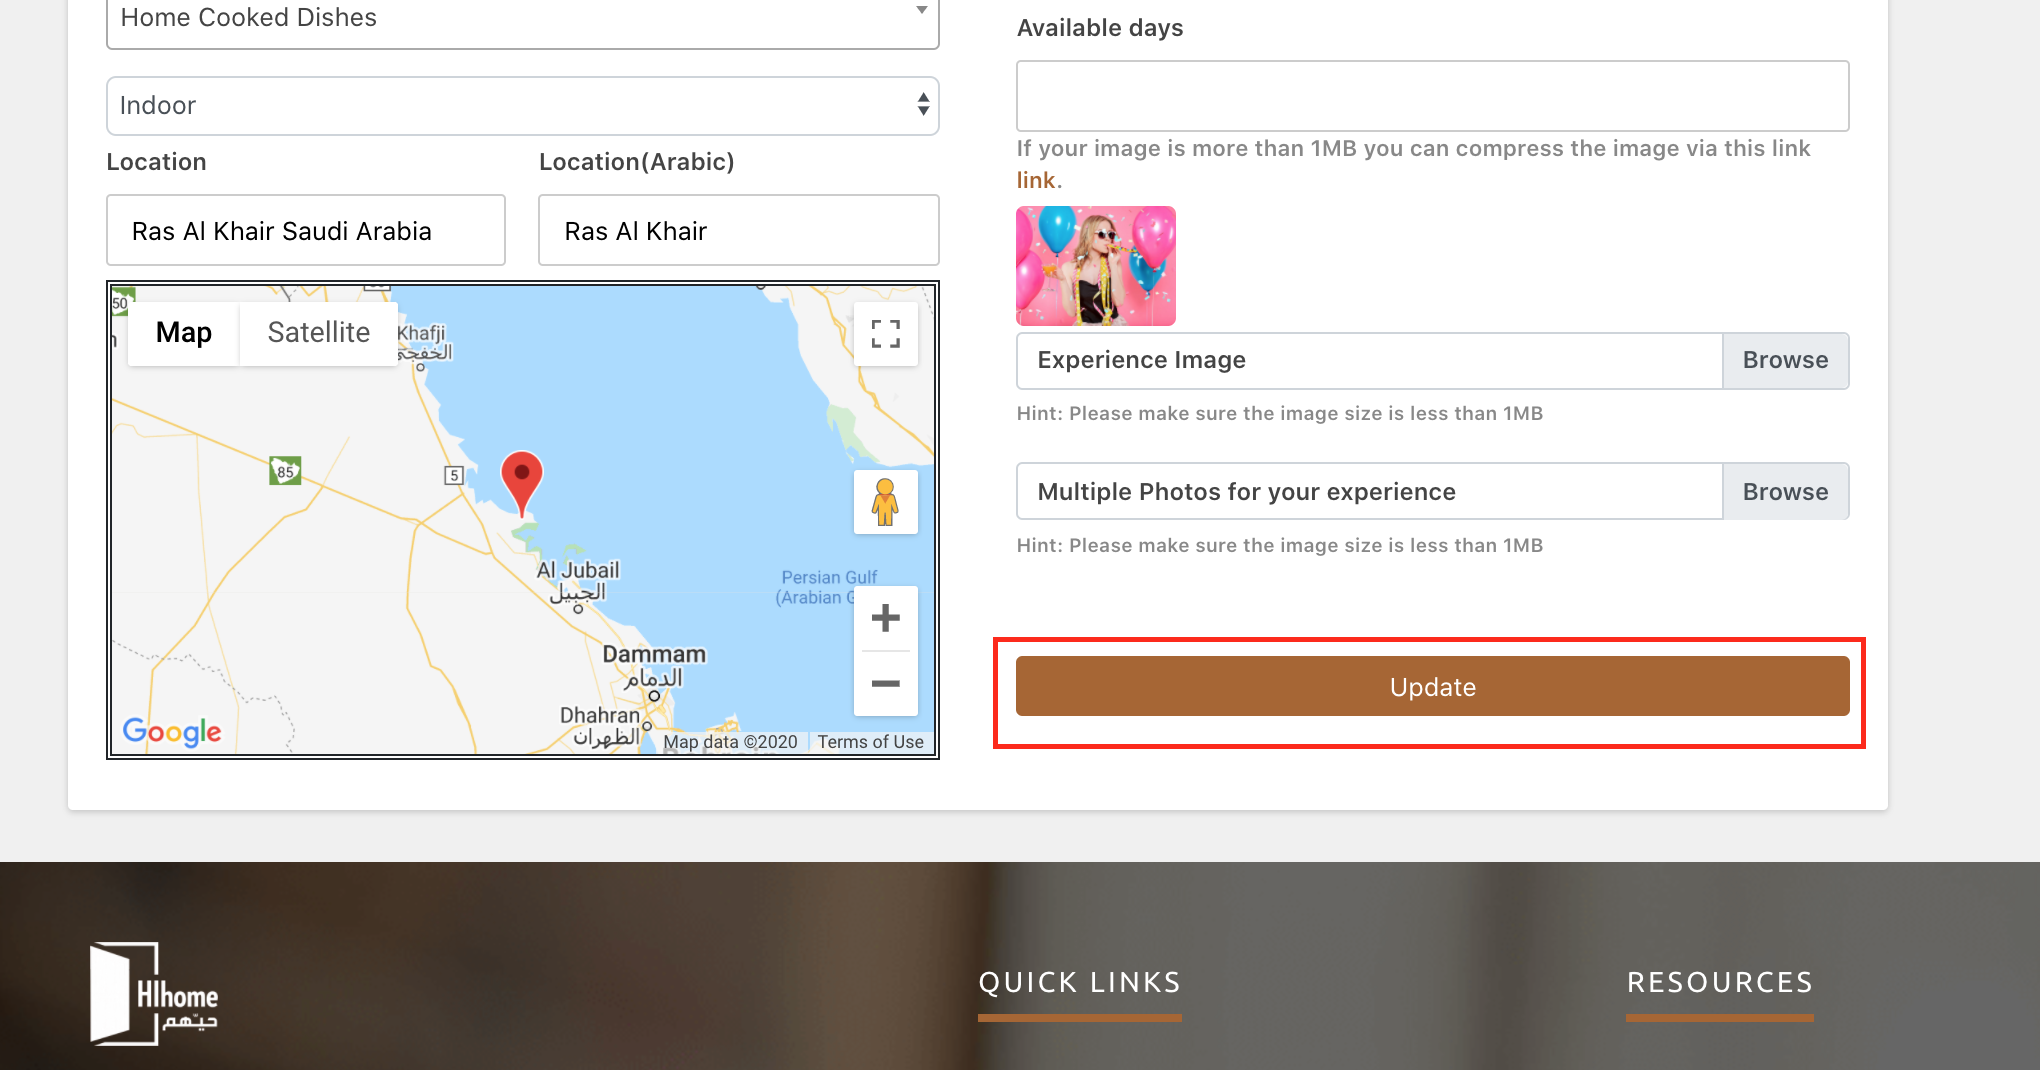 Home Cooked Dishes
Indoor
Location
Location(Arabic)
Ras Al Khair Saudi Arabia
Ras Al Khair
50
Map
Satellite
Khafji
الخفجي
85
5
Al Jubail
الجبيل
Persian Gulf
(Arabian G
Dammam
الدمام
Dhahran
الظهران
Google
Map data ©2020
Terms of Use
Available days
If your image is more than 1MB you can compress the image via this link
link.
Experience Image
Browse
Hint: Please make sure the image size is less than 1MB
Multiple Photos for your experience
Browse
Hint: Please make sure the image size is less than 1MB
Update
HIhome
حيّهم
QUICK LINKS
RESOURCES